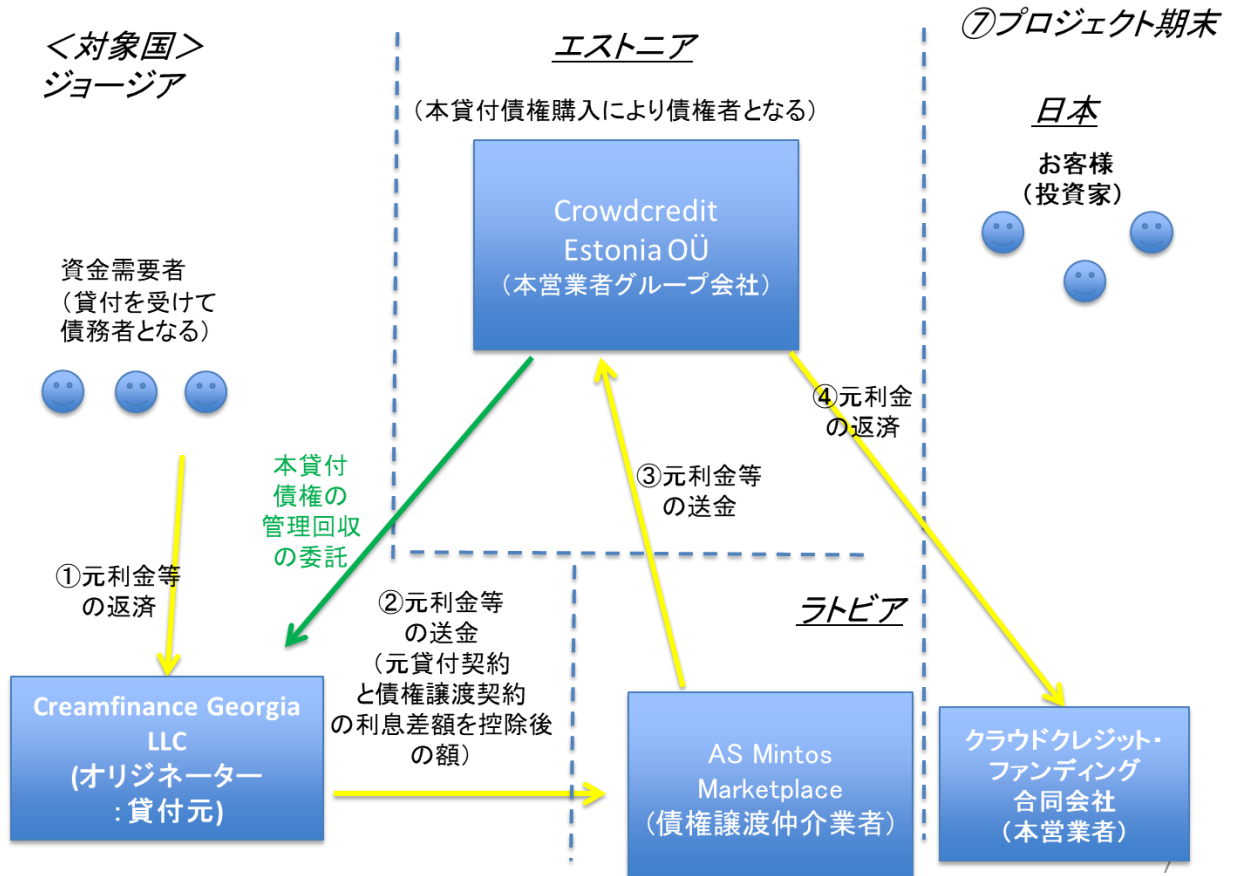 ＜対象国＞
ジョージア
エストニア
⑦プロジェクト期末
（本貸付債権購入により債権者となる）
日本
お客様
（投資家）
Crowdcredit
Estonia OÜ
（本営業者グループ会社）
資金需要者
（貸付を受けて
債務者となる）
④元利金
の返済
本貸付
債権の
管理回収
の委託
③元利金等
の送金
①元利金等
の返済
②元利金等
の送金
（元貸付契約
と債権譲渡契約
の利息差額を控除後
の額）
ラトビア
Creamfinance Georgia
LLC
(オリジネーター
：貸付元)
AS Mintos
Marketplace
（債権譲渡仲介業者）
クラウドクレジット・
ファンディング
合同会社
（本営業者）